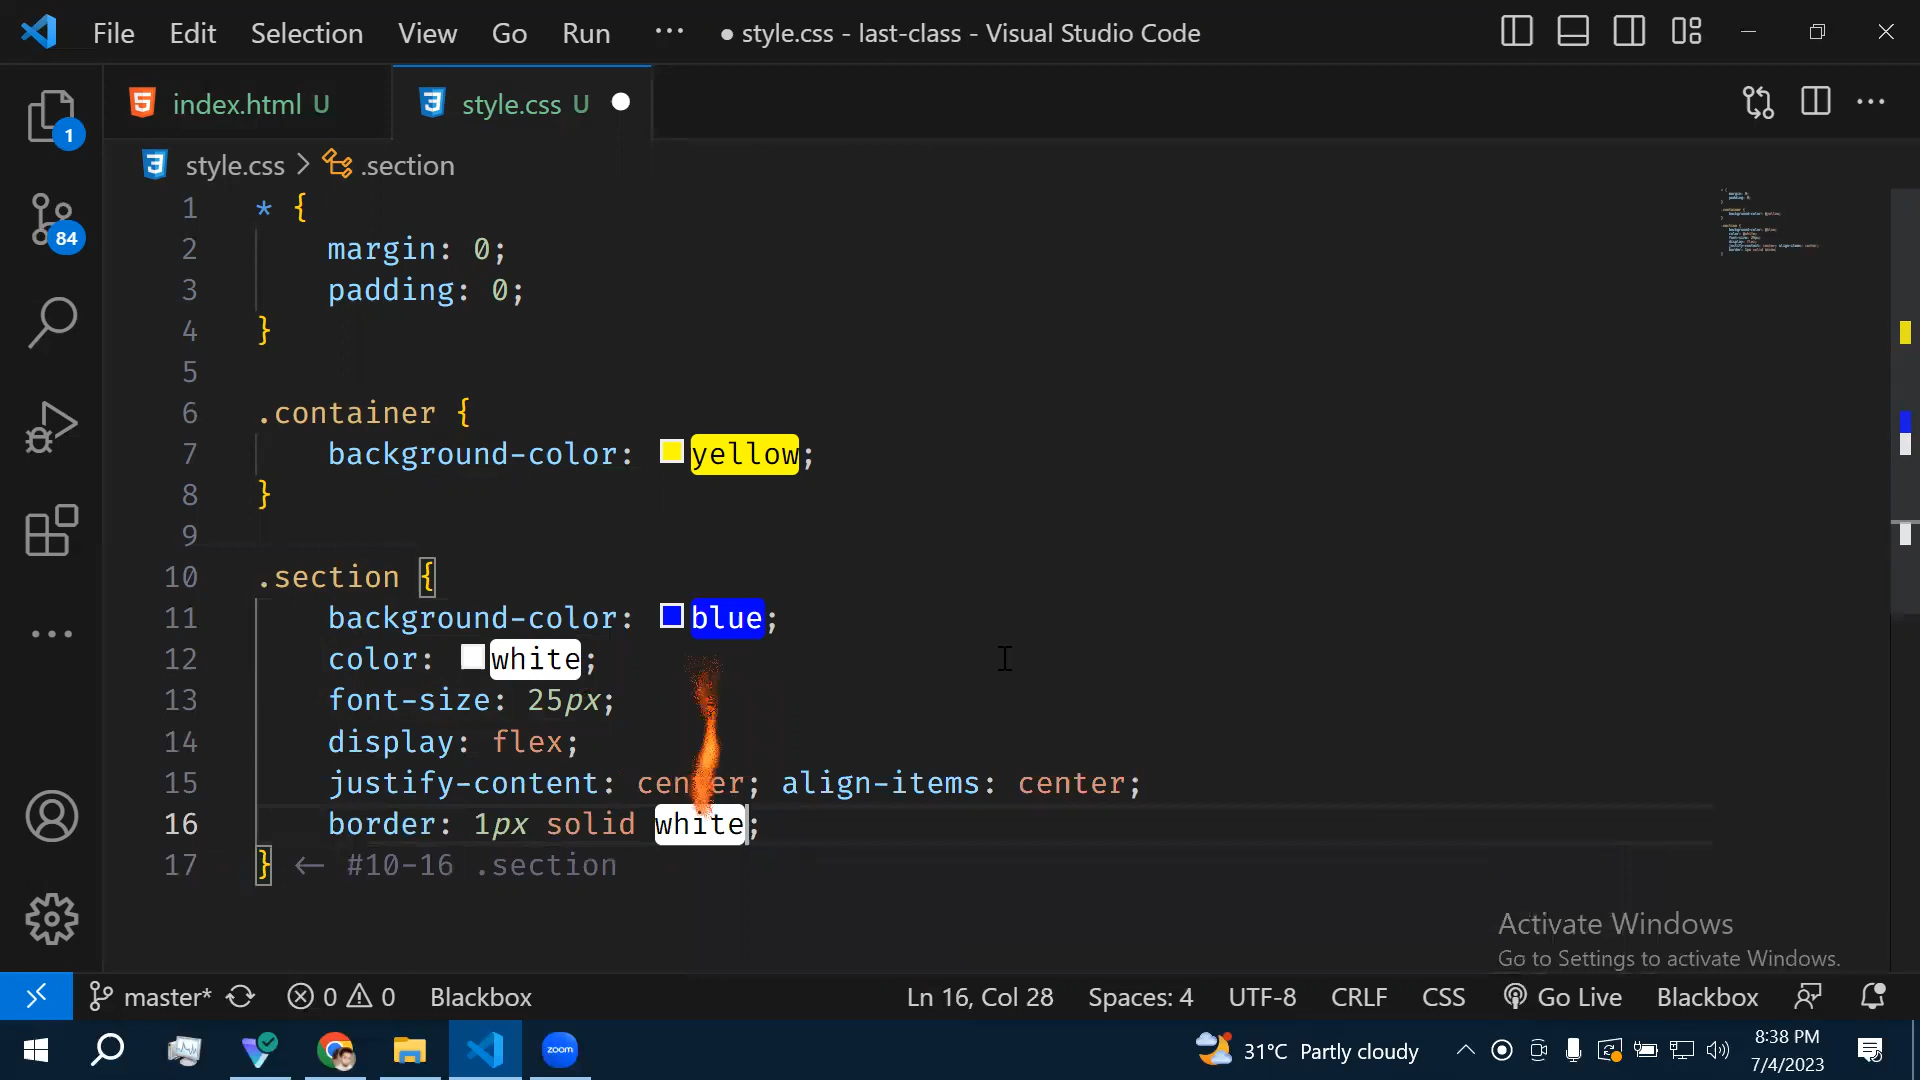 File Edit Selection View Go Run ··· ● style.css - last-class - Visual Studio Code
index.html U style.css U
style.css > .section
1 * {
2 margin: 0;
3 padding: 0;
4 }
5
6 .container {
7 background-color: yellow;
8 }
9
10 .section {
11 background-color: blue;
12 color: white;
13 font-size: 25px;
14 display: flex;
15 justify-content: center; align-items: center;
16 border: 1px solid white;
17 } ← #10-16 .section
1
84
Activate Windows
Go to Settings to activate Windows.
master* 0 0 Blackbox Ln 16, Col 28 Spaces: 4 UTF-8 CRLF CSS Go Live Blackbox
zoom 31°C Partly cloudy 8:38 PM
7/4/2023